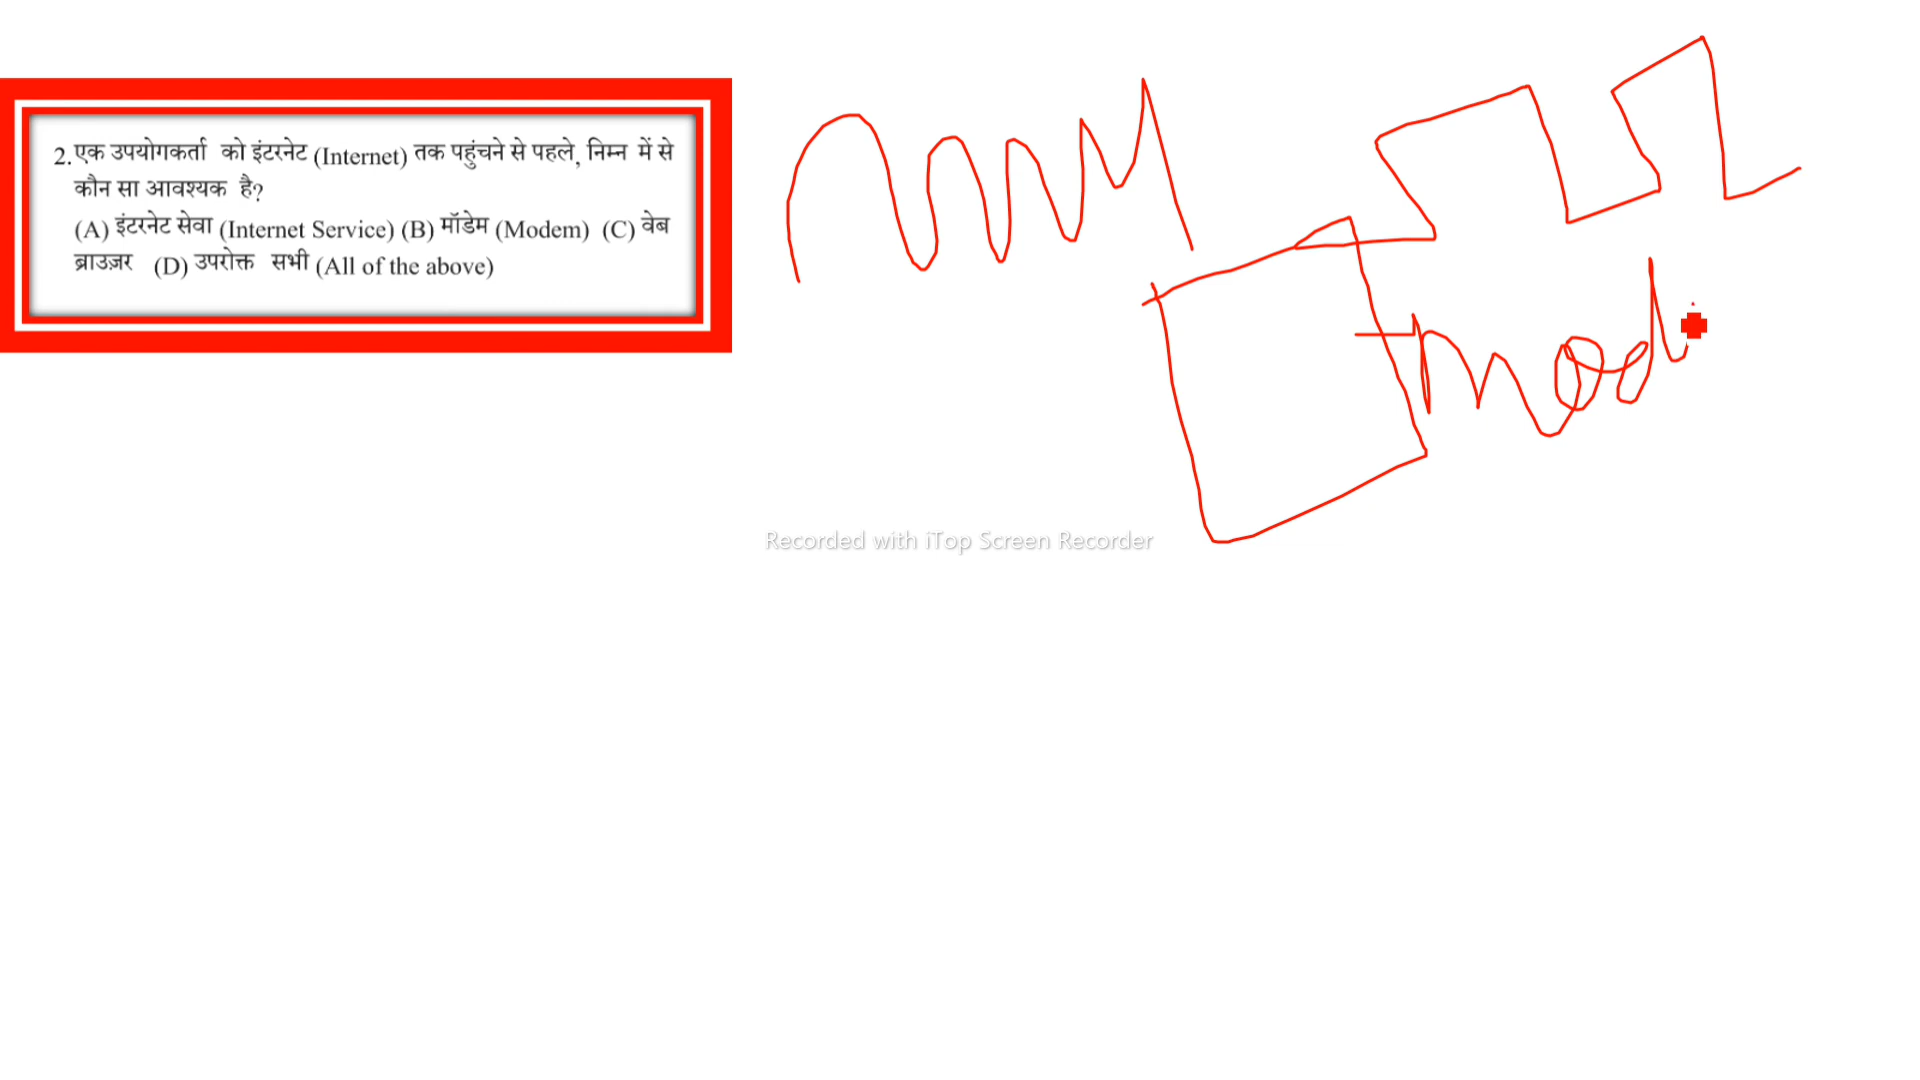 2. एक उपयोगकर्ता को इंटरनेट (Internet) तक पहुंचने से पहले, निम्न में से
कौन सा आवश्यक है?
(A) इंटरनेट सेवा (Internet Service) (B) मॉडेम (Modem) (C) वेब
ब्राउज़र (D) उपरोक्त सभी (All of the above)
Recorded with iTop Screen Recorder